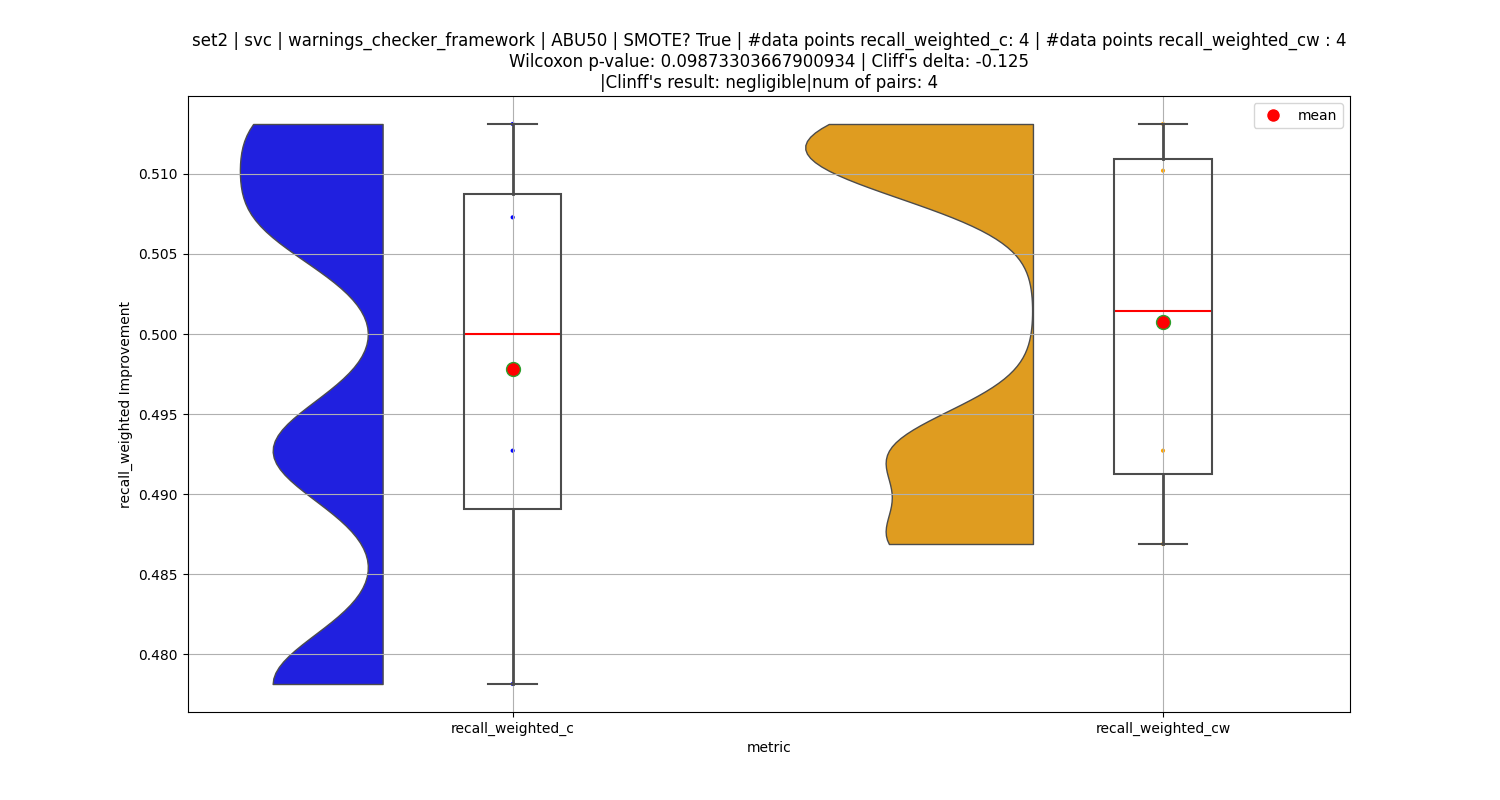 set2 | svc | warnings_checker_framework | ABU50 | SMOTE? True | #data points recall_weighted_c: 4 | #data points recall_weighted_cw : 4
Wilcoxon p-value: 0.09873303667900934 | Cliff's delta: -0.125
|Clinff's result: negligible|num of pairs: 4
mean
0.510
0.505
0.500
0.495
0.490
0.485
0.480
recall_weighted Improvement
recall_weighted_c
recall_weighted_cw
metric